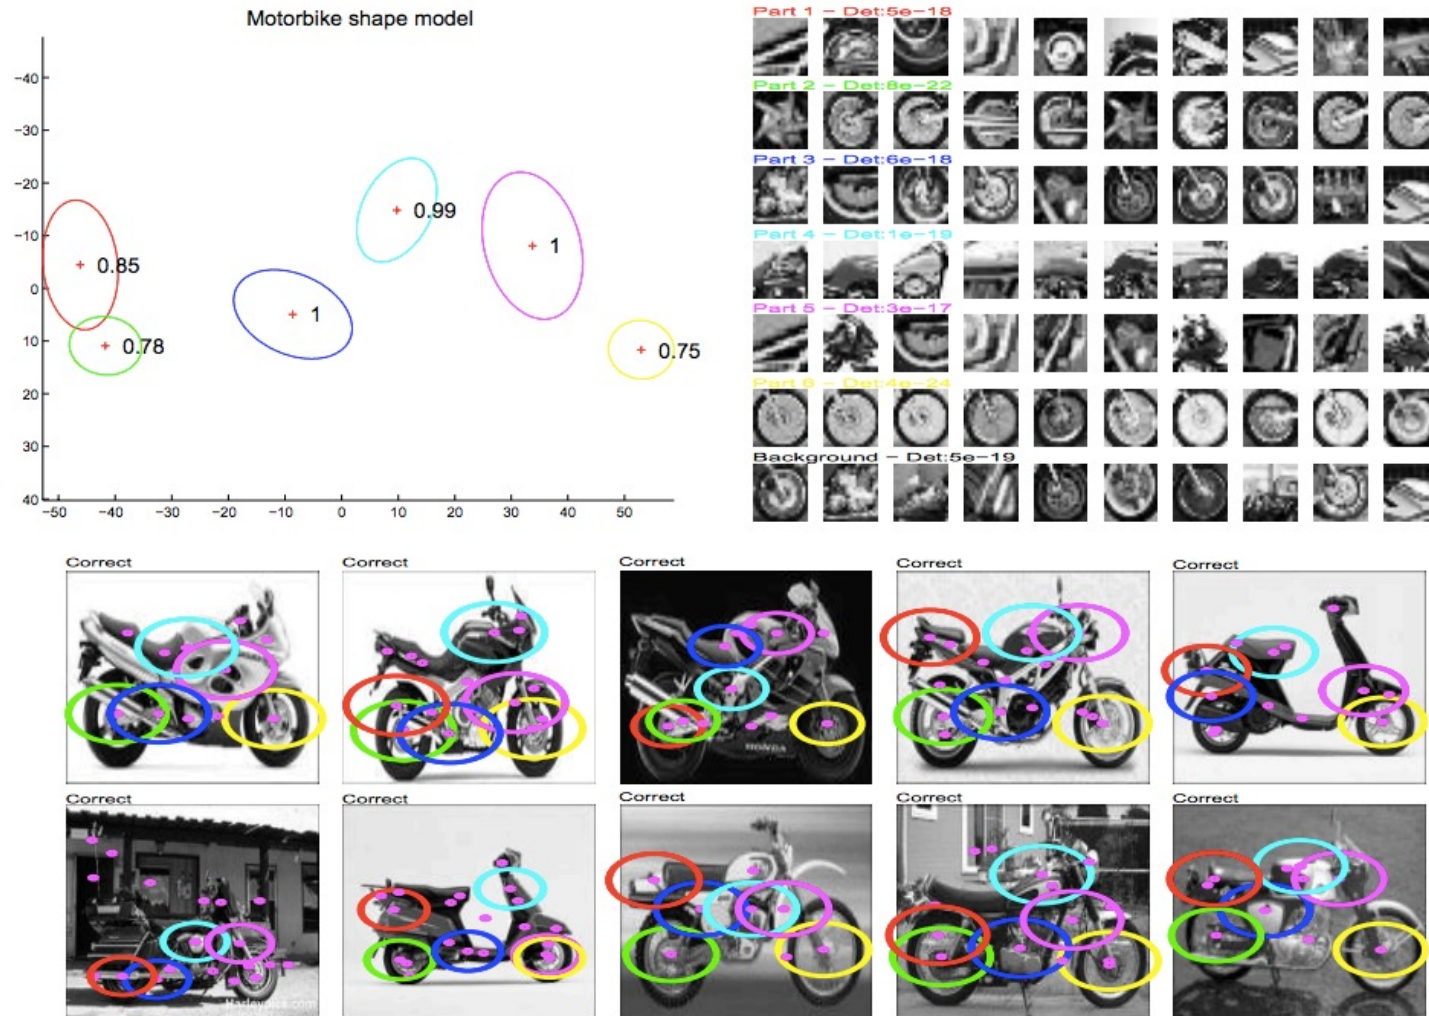 Motorbike shape model
−40
−30
−20
−10
0
10
20
30
40
−50
−40
−30
−20
−10
0
10
20
30
40
50
0.85
0.78
1
0.99
1
0.75
Part 1 − Det:5e−18
Part 2 − Det:8e−22
Part 3 − Det:6e−18
Part 4 − Det:1e−19
Part 5 − Det:3e−17
Part 6 − Det:4e−24
Background − Det:5e−19
Correct
Correct
Correct
Correct
Correct
HONDA
Correct
Correct
Correct
Correct
Correct